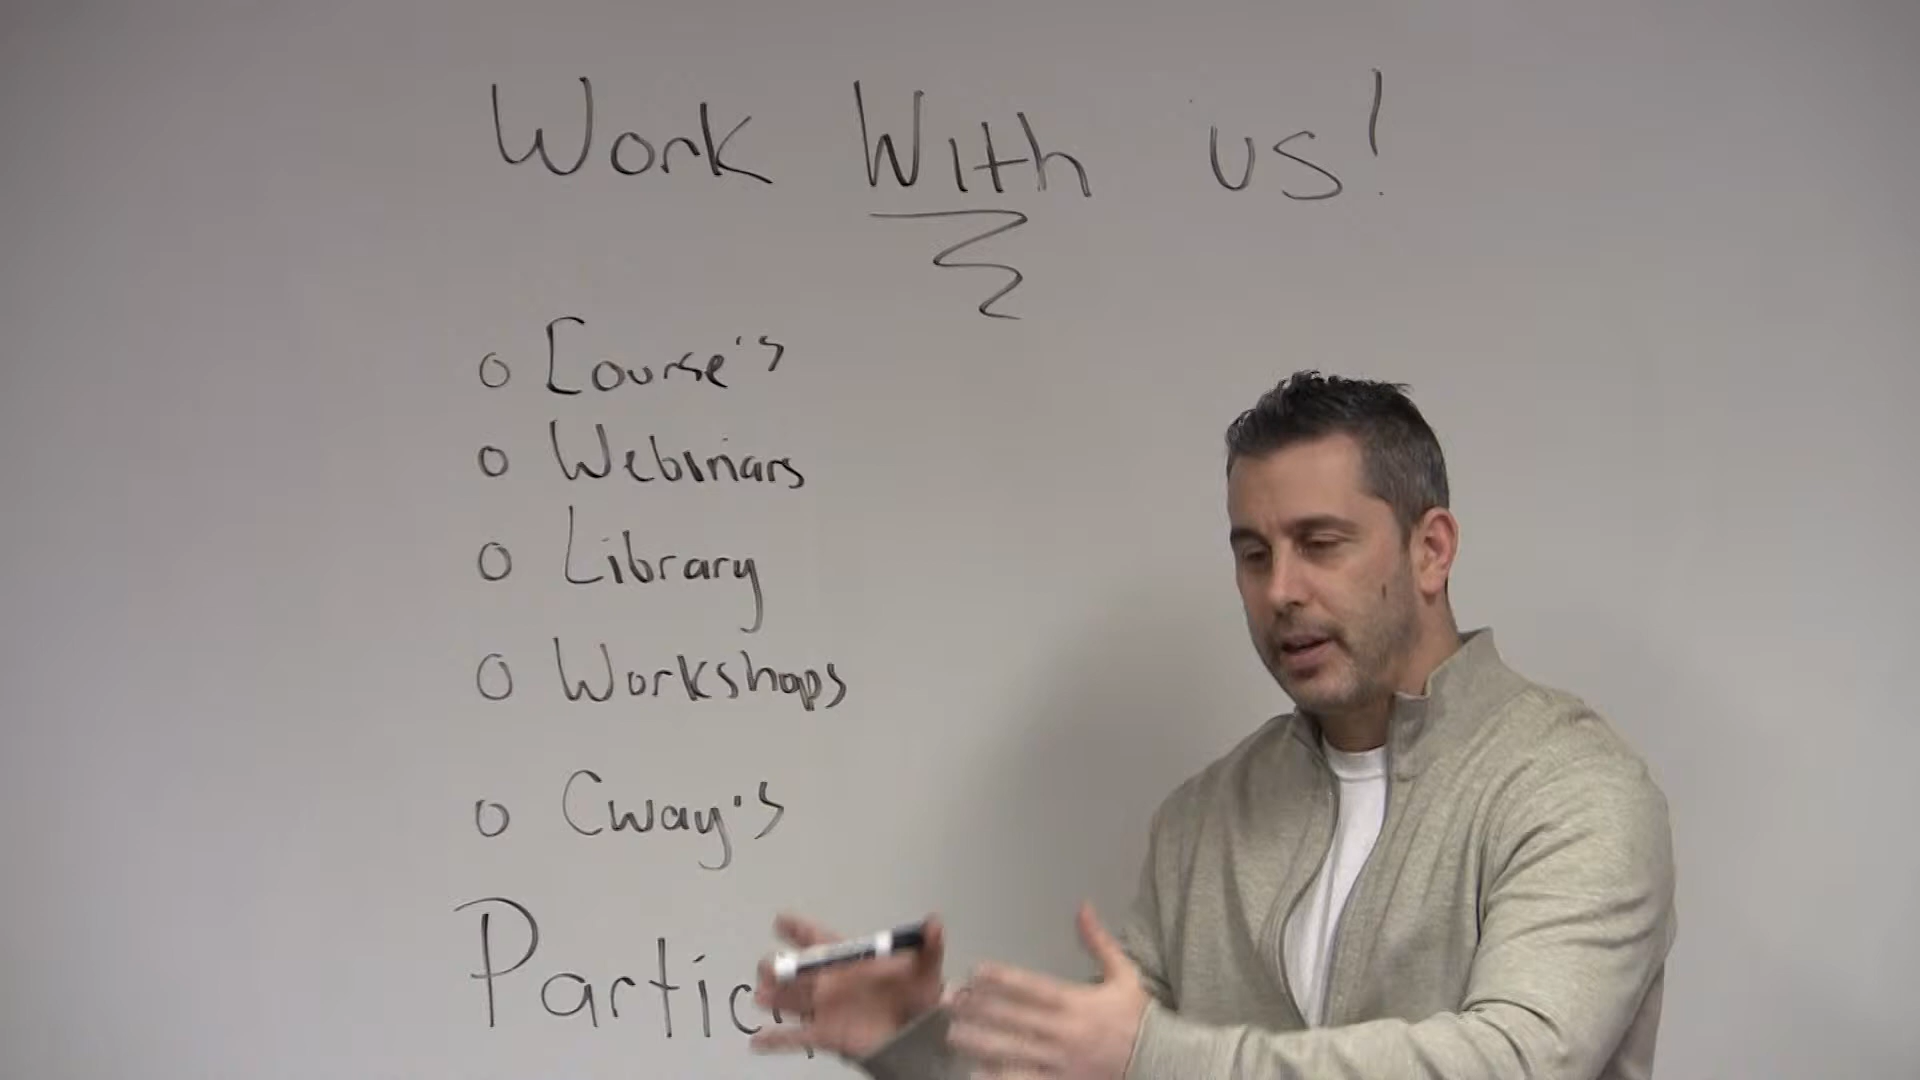 Work With us!
o Course's
o Webinars
o Library
o Workshops
o Cway's